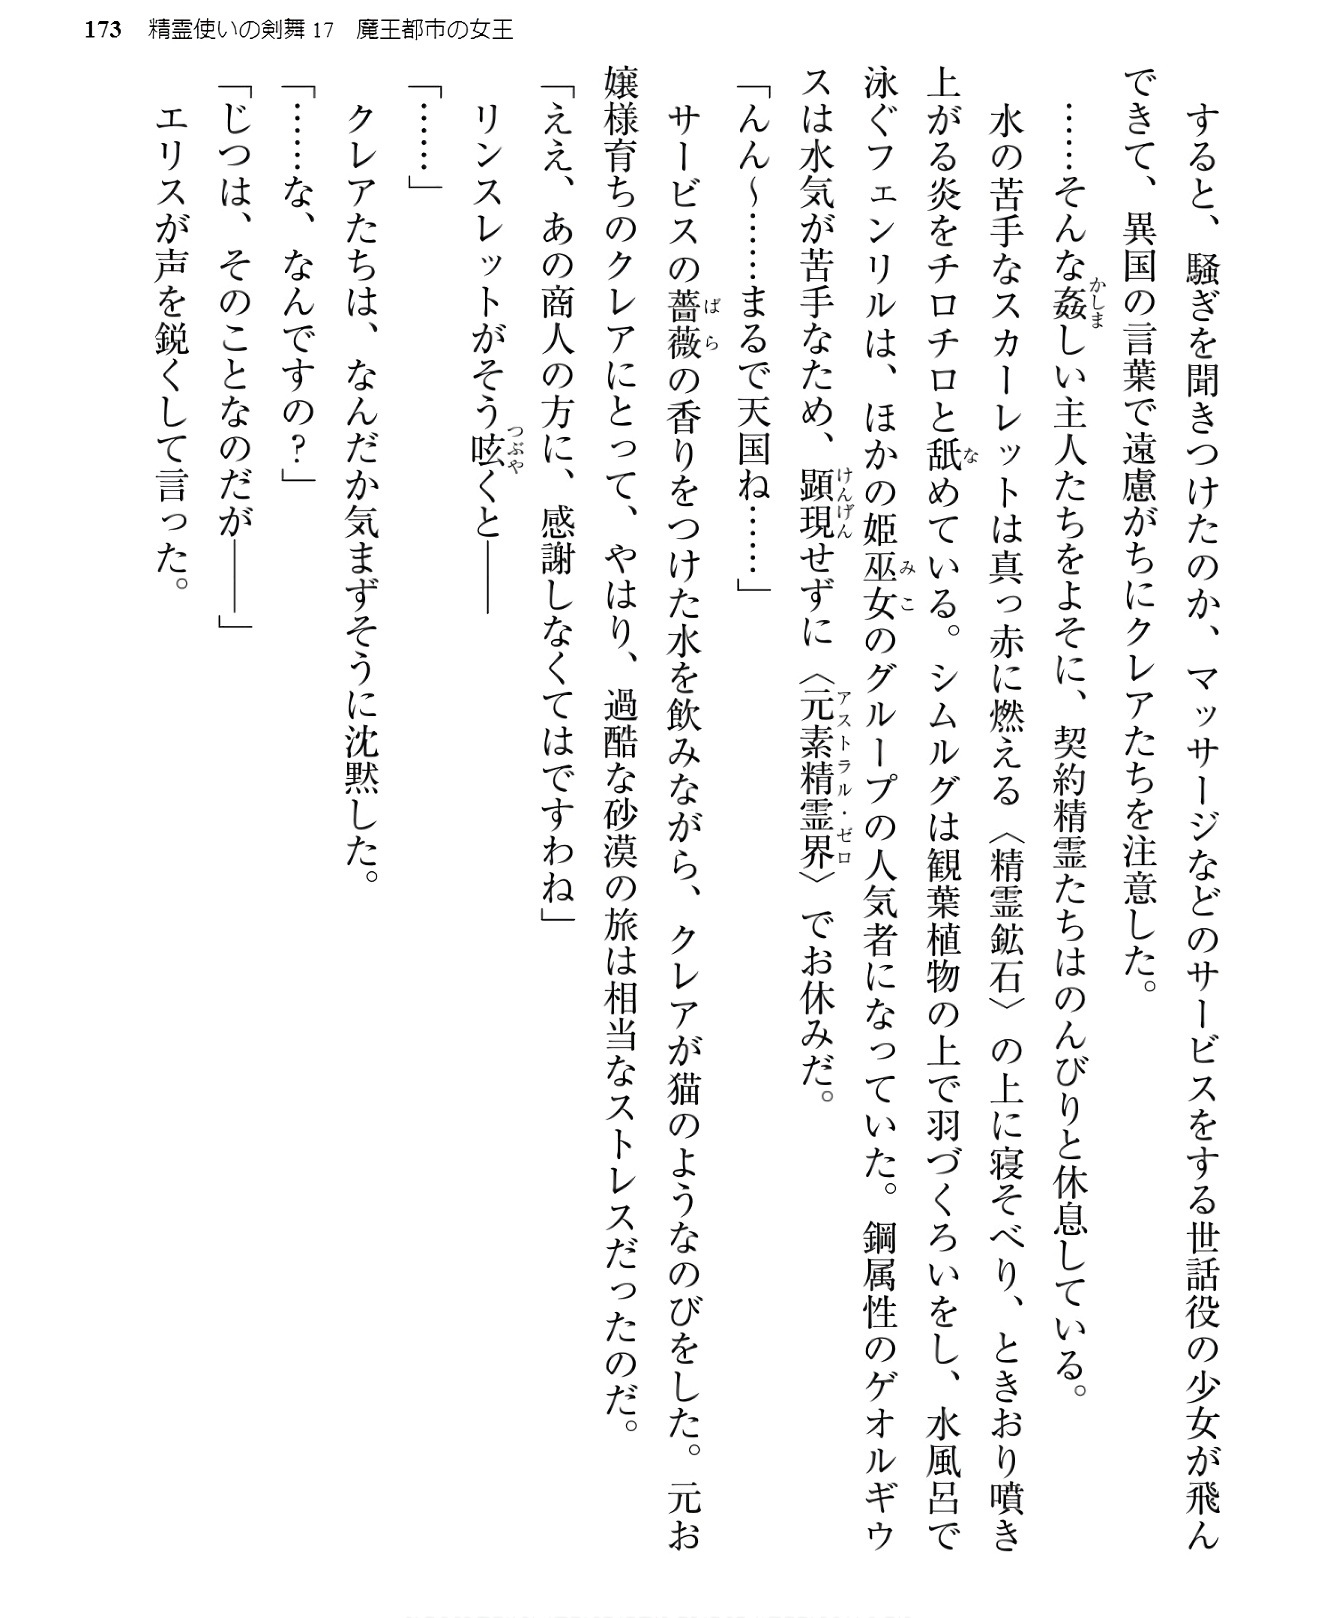 173 精霊使いの剣舞17 魔王都市の女王
すると、騒ぎを聞きつけたのか、マッサージなどのサービスをする世話役の少女が飛ん
できて、異国の言葉で遠慮がちにクレアたちを注意した。
……そんな姦しい主人たちをよそに、契約精霊たちはのんびりと休息している。
水の苦手なスカーレットは真っ赤に燃える〈精霊鉱石〉の上に寝そべり、ときおり噴き
上がる炎をチロチロと舐めている。シムルグは観葉植物の上で羽づくろいをし、水風呂で
泳ぐフェンリルは、ほかの姫巫女のグループの人気者になっていた。鋼属性のゲオルギウ
スは水気が苦手なため、顕現せずに〈元素精霊界〉でお休みだ。
「んん～……まるで天国ね……」
サービスの薔薇の香りをつけた水を飲みながら、クレアが猫のようなのびをした。元お
嬢様育ちのクレアにとって、やはり、過酷な砂漠の旅は相当なストレスだったのだ。
「ええ、あの商人の方に、感謝しなくてはですわね」
リンスレットがそう呟くと――
「……」
クレアたちは、なんだか気まずそうに沈黙した。
「……な、なんですの？」
「じつは、そのことなのだが――」
エリスが声を鋭くして言った。